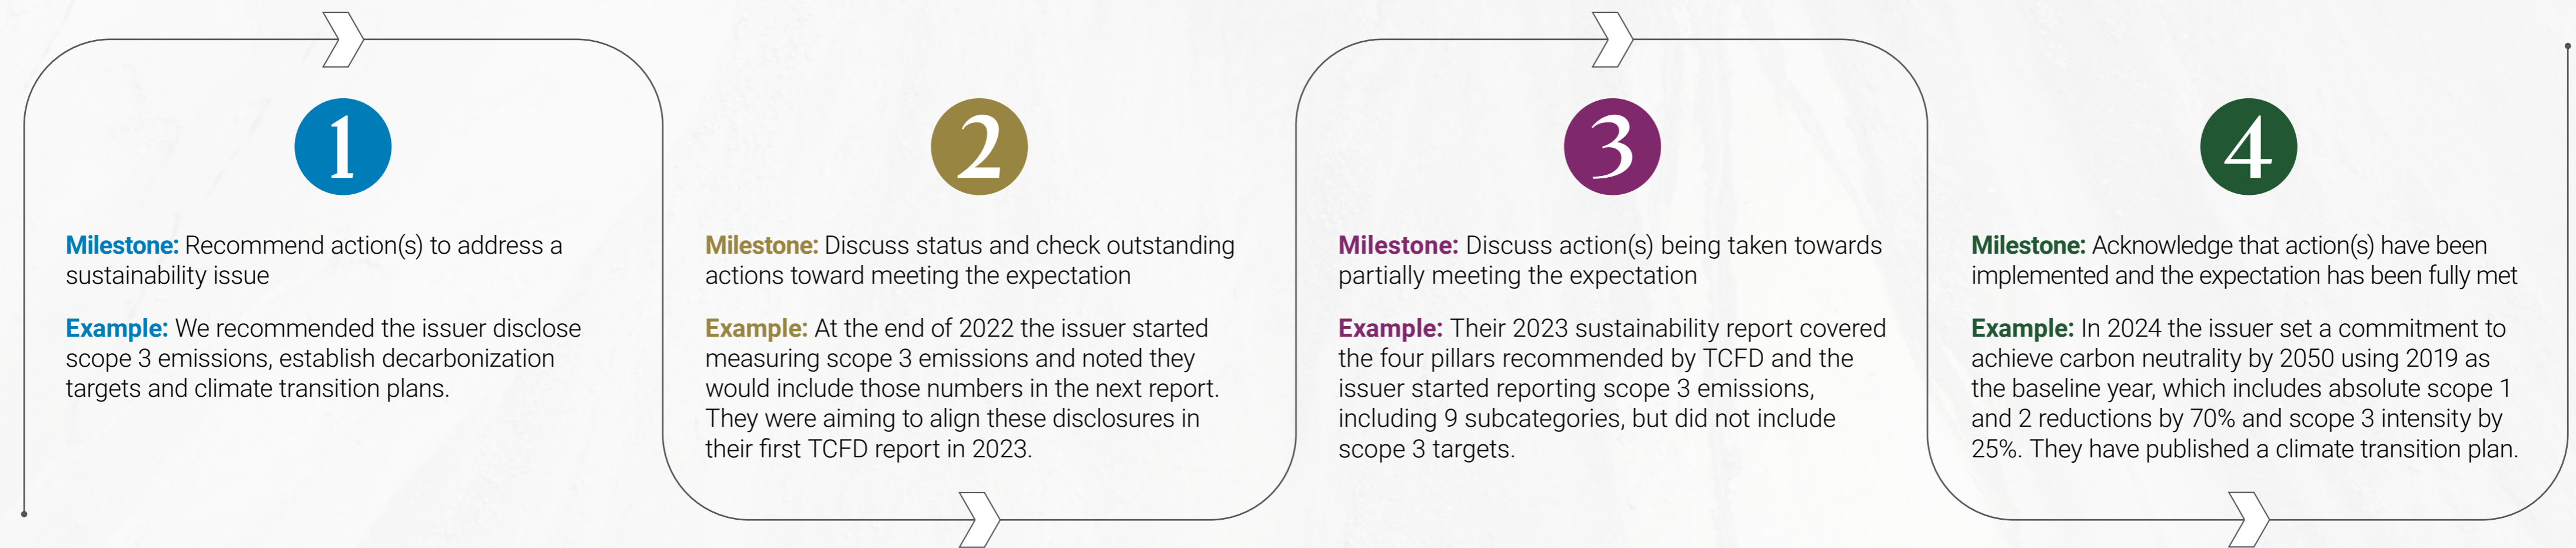 1
Milestone: Recommend action(s) to address a
sustainability issue
Example: We recommended the issuer disclose
scope 3 emissions, establish decarbonization
targets and climate transition plans.
2
Milestone: Discuss status and check outstanding
actions toward meeting the expectation
Example: At the end of 2022 the issuer started
measuring scope 3 emissions and noted they
would include those numbers in the next report.
They were aiming to align these disclosures in
their first TCFD report in 2023.
3
Milestone: Discuss action(s) being taken towards
partially meeting the expectation
Example: Their 2023 sustainability report covered
the four pillars recommended by TCFD and the
issuer started reporting scope 3 emissions,
including 9 subcategories, but did not include
scope 3 targets.
4
Milestone: Acknowledge that action(s) have been
implemented and the expectation has been fully met
Example: In 2024 the issuer set a commitment to
achieve carbon neutrality by 2050 using 2019 as
the baseline year, which includes absolute scope 1
and 2 reductions by 70% and scope 3 intensity by
25%. They have published a climate transition plan.